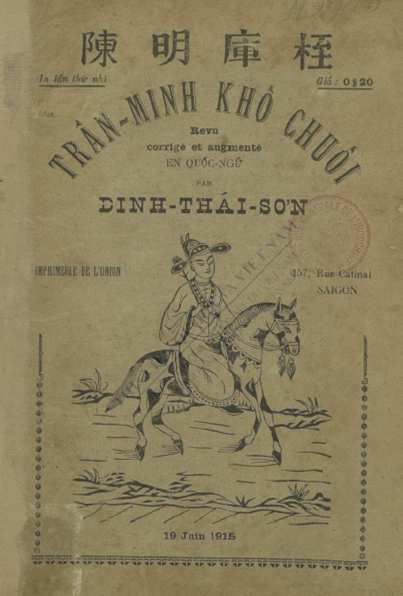 陳明庫桎
In lần thứ nhì
Giá: 0$20
TRẦN-MINH KHỐ CHUỐI
Revu
corrigé et augmenté
EN QUỐC-NGỮ
PAR
ĐINH-THÁI-SƠN
IMPRIMERIE DE L'UNION
157, Rue Catinat
SAIGON
19 Juin 1915